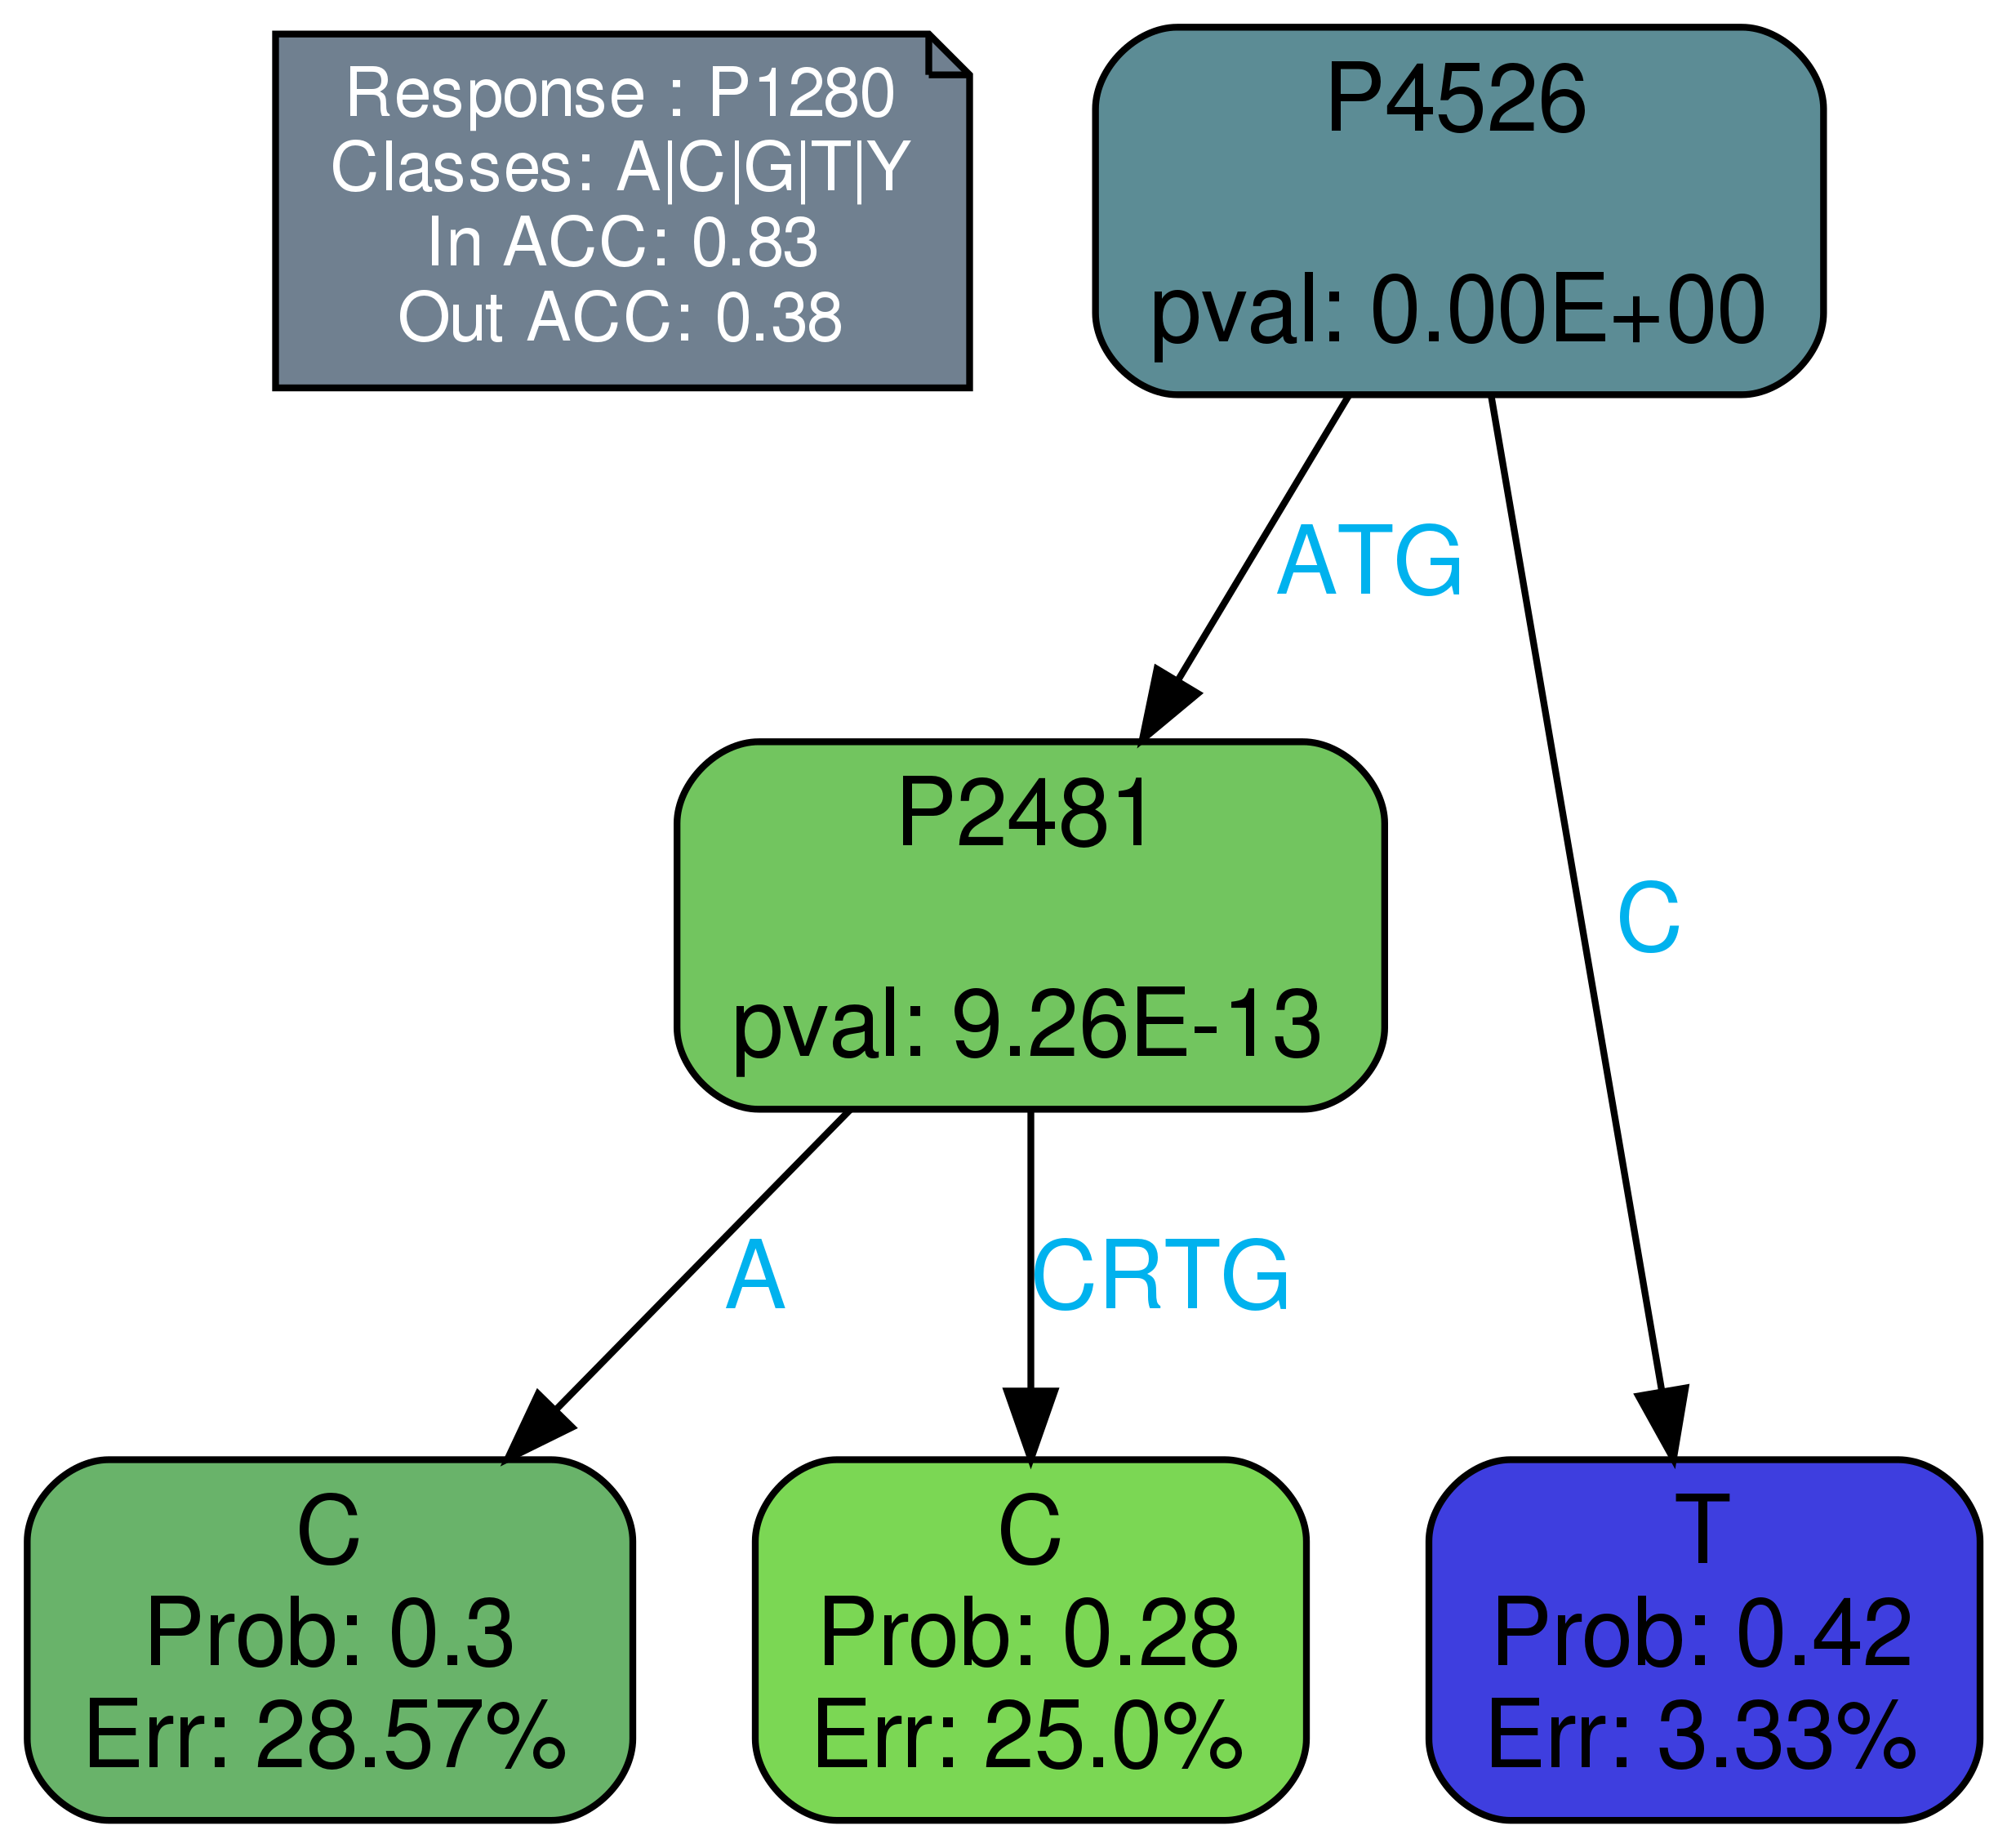 Response : P1280
Classes: A|C|G|T|Y
In ACC: 0.83
Out ACC: 0.38
P4526
pval: 0.00E+00
ATG
C
P2481
pval: 9.26E-13
A
CRTG
C
Prob: 0.3
Err: 28.57%
C
Prob: 0.28
Err: 25.0%
T
Prob: 0.42
Err: 3.33%